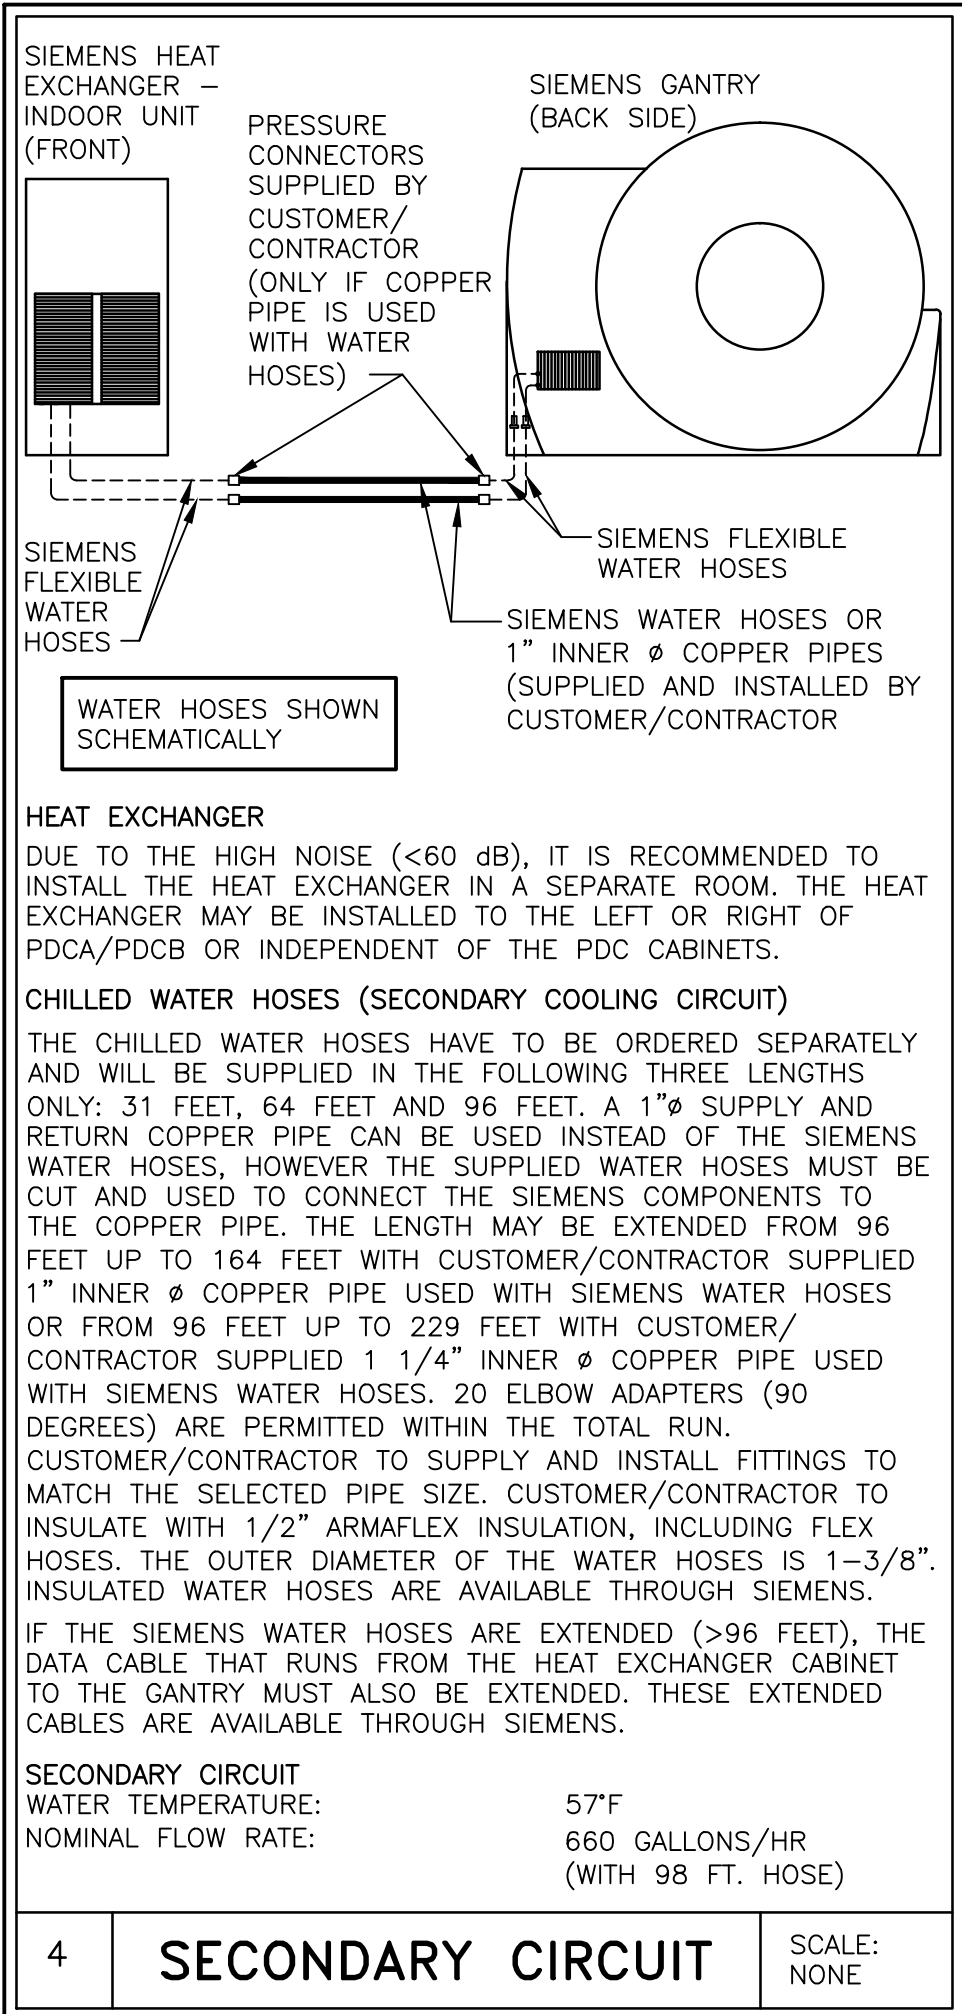 SIEMENS HEAT
EXCHANGER –
INDOOR UNIT
(FRONT)
PRESSURE
CONNECTORS
SUPPLIED BY
CUSTOMER/
CONTRACTOR
(ONLY IF COPPER
PIPE IS USED
WITH WATER
HOSES)
SIEMENS GANTRY
(BACK SIDE)
SIEMENS
FLEXIBLE
WATER
HOSES
SIEMENS FLEXIBLE
WATER HOSES
SIEMENS WATER HOSES OR
1" INNER Ø COPPER PIPES
(SUPPLIED AND INSTALLED BY
CUSTOMER/CONTRACTOR
WATER HOSES SHOWN
SCHEMATICALLY
HEAT EXCHANGER
DUE TO THE HIGH NOISE (<60 dB), IT IS RECOMMENDED TO
INSTALL THE HEAT EXCHANGER IN A SEPARATE ROOM. THE HEAT
EXCHANGER MAY BE INSTALLED TO THE LEFT OR RIGHT OF
PDCA/PDCB OR INDEPENDENT OF THE PDC CABINETS.
CHILLED WATER HOSES (SECONDARY COOLING CIRCUIT)
THE CHILLED WATER HOSES HAVE TO BE ORDERED SEPARATELY
AND WILL BE SUPPLIED IN THE FOLLOWING THREE LENGTHS
ONLY: 31 FEET, 64 FEET AND 96 FEET. A 1"Ø SUPPLY AND
RETURN COPPER PIPE CAN BE USED INSTEAD OF THE SIEMENS
WATER HOSES, HOWEVER THE SUPPLIED WATER HOSES MUST BE
CUT AND USED TO CONNECT THE SIEMENS COMPONENTS TO
THE COPPER PIPE. THE LENGTH MAY BE EXTENDED FROM 96
FEET UP TO 164 FEET WITH CUSTOMER/CONTRACTOR SUPPLIED
1" INNER Ø COPPER PIPE USED WITH SIEMENS WATER HOSES
OR FROM 96 FEET UP TO 229 FEET WITH CUSTOMER/
CONTRACTOR SUPPLIED 1 1/4" INNER Ø COPPER PIPE USED
WITH SIEMENS WATER HOSES. 20 ELBOW ADAPTERS (90
DEGREES) ARE PERMITTED WITHIN THE TOTAL RUN.
CUSTOMER/CONTRACTOR TO SUPPLY AND INSTALL FITTINGS TO
MATCH THE SELECTED PIPE SIZE. CUSTOMER/CONTRACTOR TO
INSULATE WITH 1/2" ARMAFLEX INSULATION, INCLUDING FLEX
HOSES. THE OUTER DIAMETER OF THE WATER HOSES IS 1-3/8".
INSULATED WATER HOSES ARE AVAILABLE THROUGH SIEMENS.
IF THE SIEMENS WATER HOSES ARE EXTENDED (>96 FEET), THE
DATA CABLE THAT RUNS FROM THE HEAT EXCHANGER CABINET
TO THE GANTRY MUST ALSO BE EXTENDED. THESE EXTENDED
CABLES ARE AVAILABLE THROUGH SIEMENS.
SECONDARY CIRCUIT
WATER TEMPERATURE: 57°F
NOMINAL FLOW RATE: 660 GALLONS/HR
(WITH 98 FT. HOSE)
4
SECONDARY CIRCUIT
SCALE:
NONE